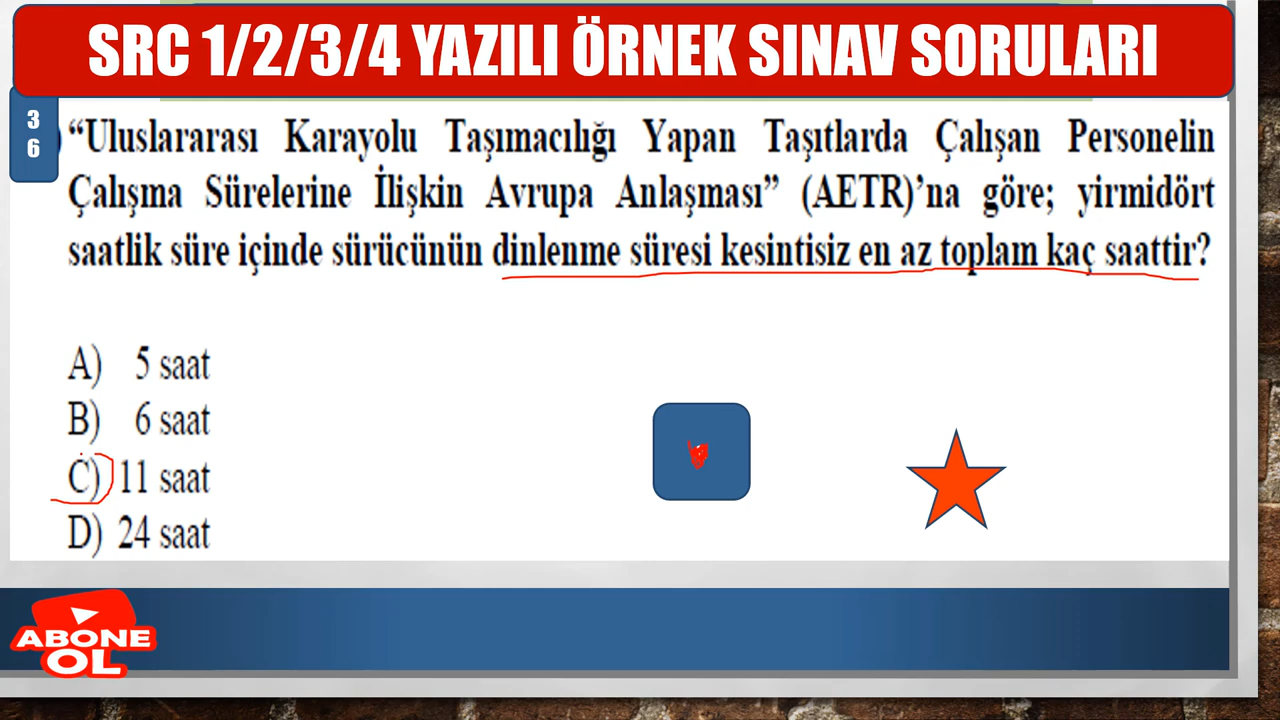 SRC 1/2/3/4 YAZILI ÖRNEK SINAV SORULARI
3
6
) “Uluslararası Karayolu Taşımacılığı Yapan Taşıtlarda Çalışan Personelin
Çalışma Sürelerine İlişkin Avrupa Anlaşması” (AETR)’na göre; yirmidört
saatlik süre içinde sürücünün dinlenme süresi kesintisiz en az toplam kaç saattir?
A) 5 saat
B) 6 saat
C) 11 saat
D) 24 saat
ABONE
OL